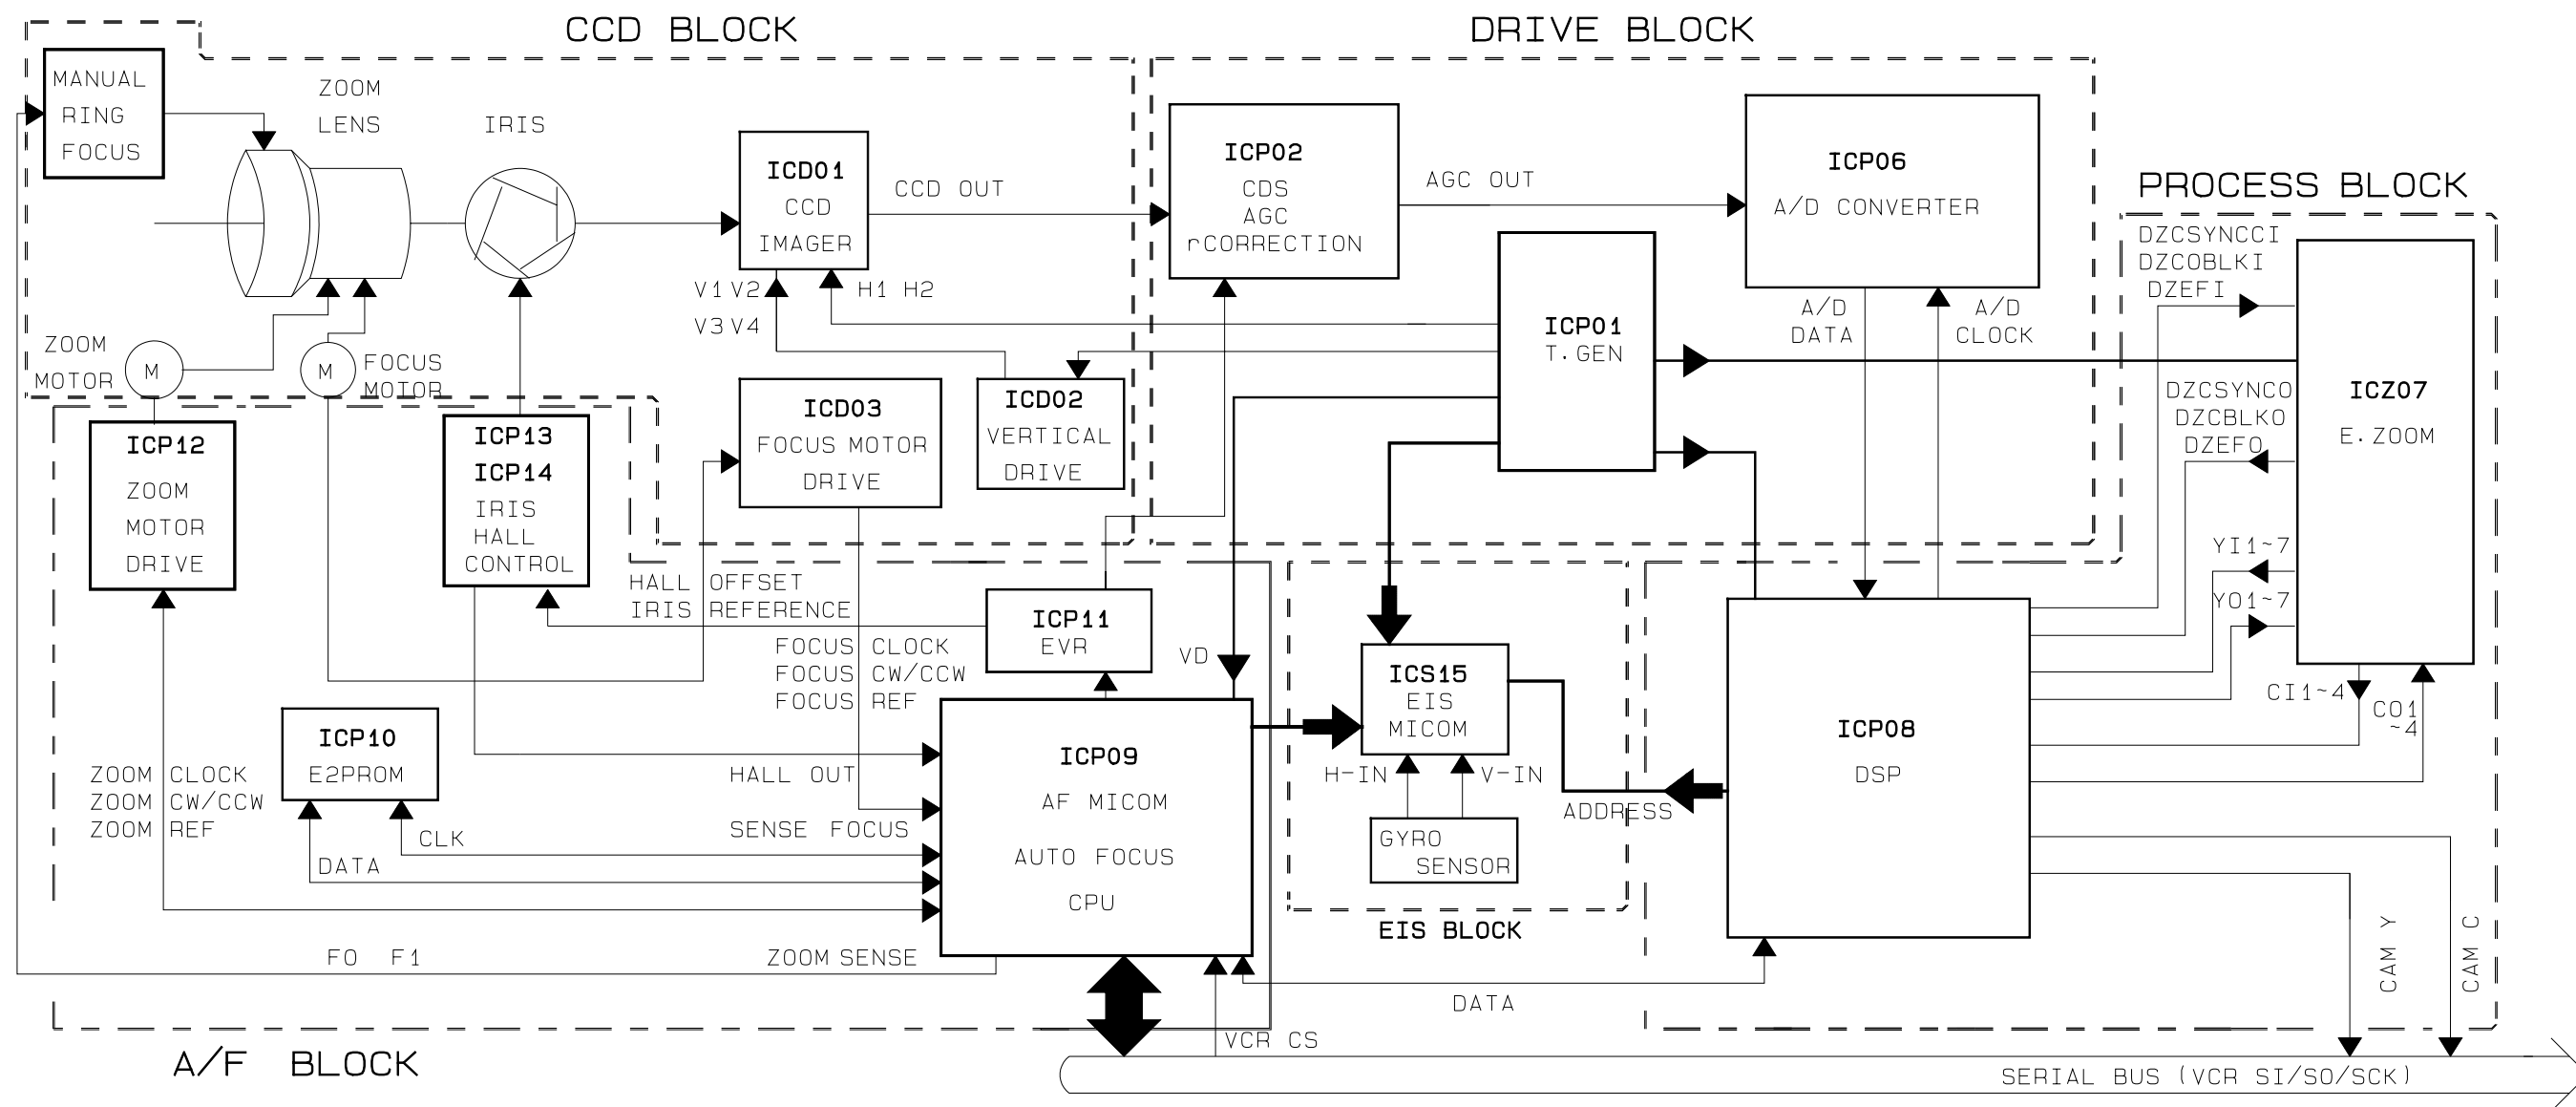 CCD BLOCK
DRIVE BLOCK
MANUAL
RING
FOCUS
ZOOM
LENS
IRIS
ICD01
CCD
IMAGER
CCD OUT
ICP02
CDS
AGC
rCORRECTION
AGC OUT
ICP06
A/D CONVERTER
PROCESS BLOCK
DZCSYNCCI
DZCOBLKI
DZEFI
V1 V2
V3 V4
H1 H2
ICP01
T.GEN
A/D
DATA
A/D
CLOCK
ZOOM
MOTOR
M
M
FOCUS
MOTOR
ICD03
FOCUS MOTOR
DRIVE
ICD02
VERTICAL
DRIVE
DZCSYNCO
DZCBLKO
DZEFO
ICZ07
E.ZOOM
ICP12
ZOOM
MOTOR
DRIVE
ICP13
ICP14
IRIS
HALL
CONTROL
HALL OFFSET
IRIS REFERENCE
YI1~7
YO1~7
ICP11
EVR
FOCUS CLOCK
FOCUS CW/CCW
FOCUS REF
VD
ICS15
EIS
MICOM
CI1~4
CO1
~4
ICP10
E2PROM
ICP09
AF MICOM
AUTO FOCUS
CPU
ICP08
DSP
ZOOM CLOCK
ZOOM CW/CCW
ZOOM REF
HALL OUT
H-IN
V-IN
ADDRESS
SENSE FOCUS
CLK
DATA
GYRO
SENSOR
EIS BLOCK
FO F1
ZOOM SENSE
CAM Y
CAM C
DATA
VCR CS
A/F BLOCK
SERIAL BUS (VCR SI/SO/SCK)